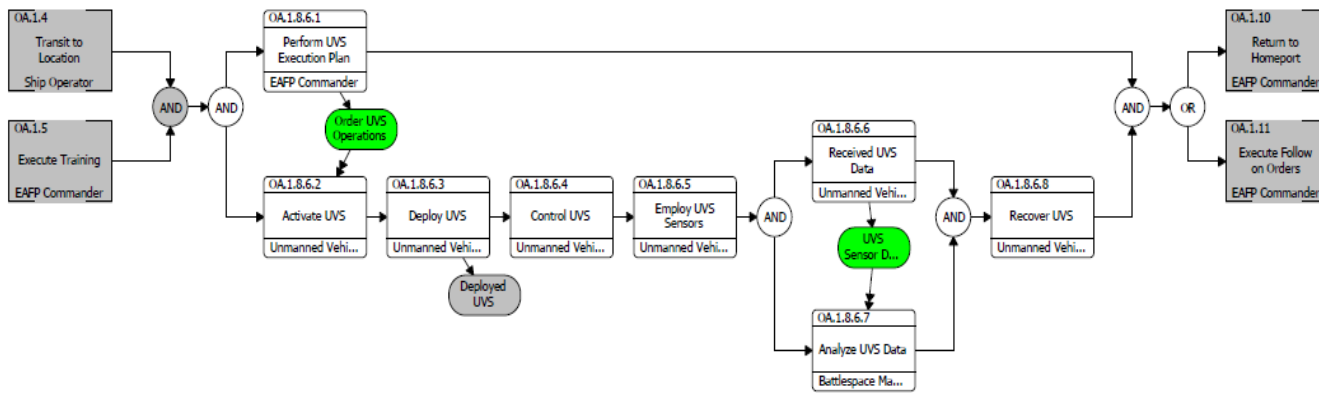 OA.1.4
Transit to
Location
Ship Operator
OA.1.5
Execute Training
EAFP Commander
AND
AND
OA.1.8.6.1
Perform UVS
Execution Plan
EAFP Commander
Order UVS
Operations
OA.1.8.6.2
Activate UVS
Unmanned Vehi...
OA.1.8.6.3
Deploy UVS
Unmanned Vehi...
Deployed
UVS
OA.1.8.6.4
Control UVS
Unmanned Vehi...
OA.1.8.6.5
Employ UVS
Sensors
Unmanned Vehi...
AND
OA.1.8.6.6
Received UVS
Data
Unmanned Vehi...
UVS
Sensor D...
OA.1.8.6.7
Analyze UVS Data
Battlespace Ma...
AND
OA.1.8.6.8
Recover UVS
Unmanned Vehi...
AND
OR
OA.1.10
Return to
Homeport
EAFP Commander
OA.1.11
Execute Follow
on Orders
EAFP Commander